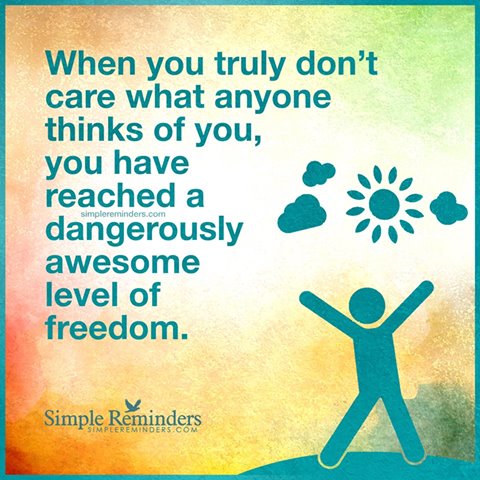 When you truly don't
care what anyone
thinks of you,
you have
reached a
simplereminders.com
dangerously
awesome
level of
freedom.
Simple Reminders
SIMPLEREMINDERS.COM